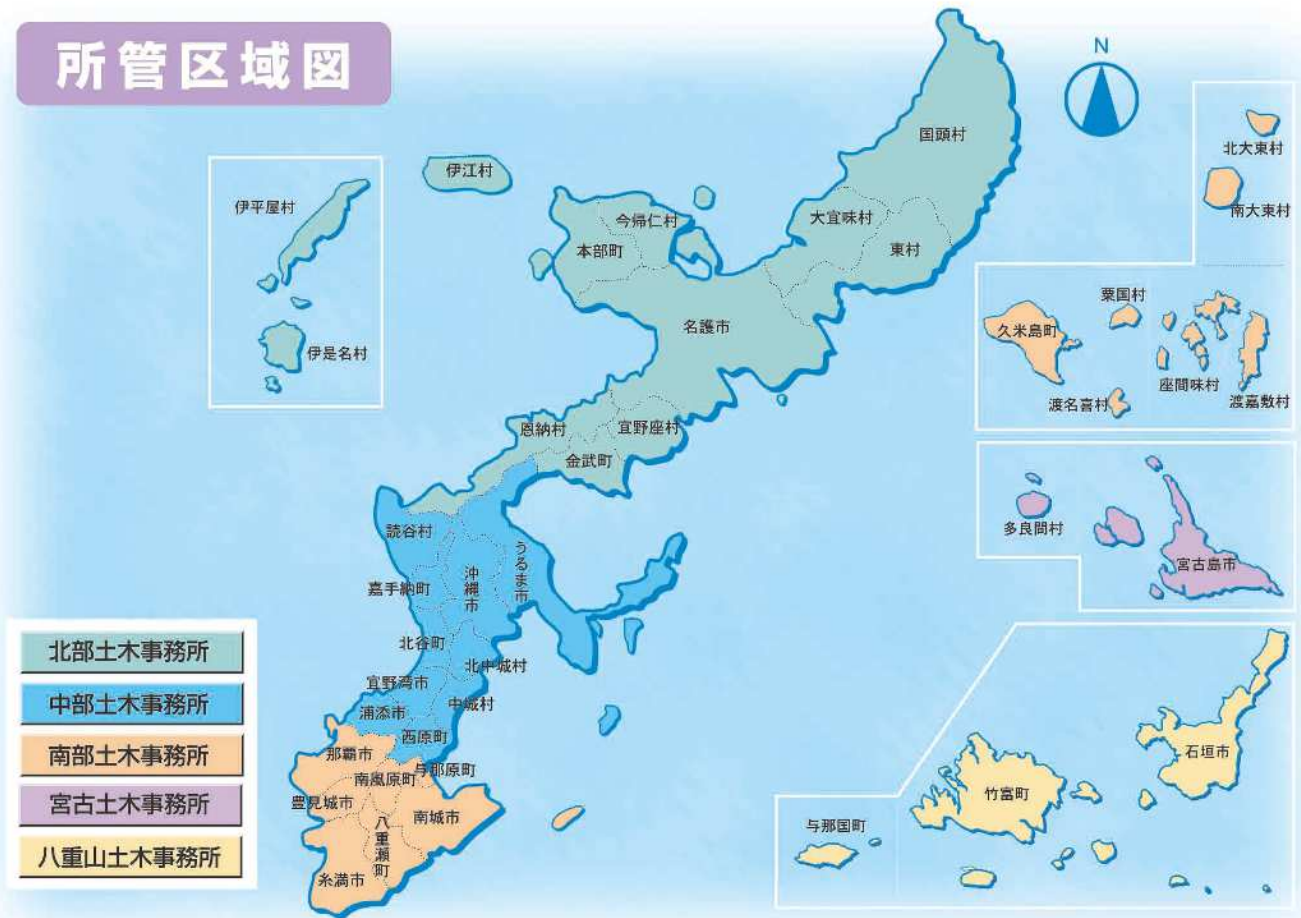 所管区域図
N
国頭村
北大東村
南大東村
伊江村
伊平屋村
今帰仁村
大宜味村
本部町
東村
粟国村
久米島町
名護市
伊是名村
座間味村
渡名喜村
渡嘉敷村
恩納村
宜野座村
金武町
多良間村
宮古島市
読谷村
うるま市
沖縄市
嘉手納町
北谷町
北中城村
宜野湾市
中城村
浦添市
西原町
那覇市
与那原町
南風原町
豊見城市
南城市
八重瀬町
糸満市
石垣市
竹富町
与那国町
北部土木事務所
中部土木事務所
南部土木事務所
宮古土木事務所
八重山土木事務所